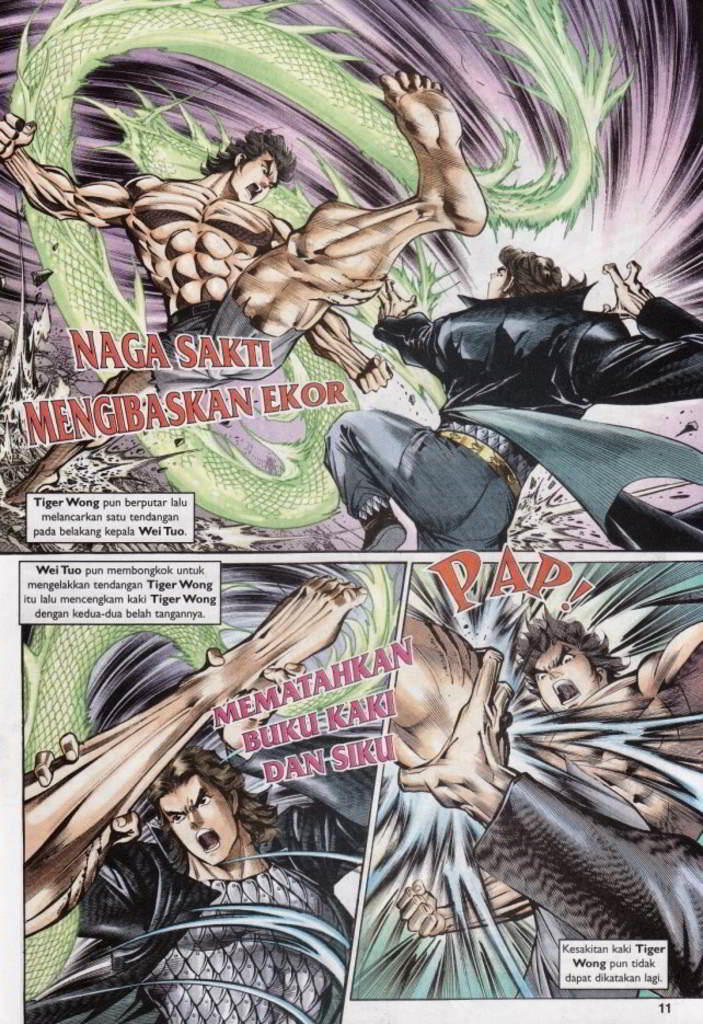 NAGA SAKTI
MENGIBASKAN EKOR
Tiger Wong pun berputar lalu
melancarkan satu tendangan
pada belakang kepala Wei Tuo.
Wei Tuo pun membongkok untuk
mengelakkan tendangan Tiger Wong
itu lalu mencengkam kaki Tiger Wong
dengan kedua-dua belah tangannya.
MEMATAHKAN
BUKU KAKI
DAN SIKU
PAP!
Kesakitan kaki Tiger
Wong pun tidak
dapat dikatakan lagi.
11